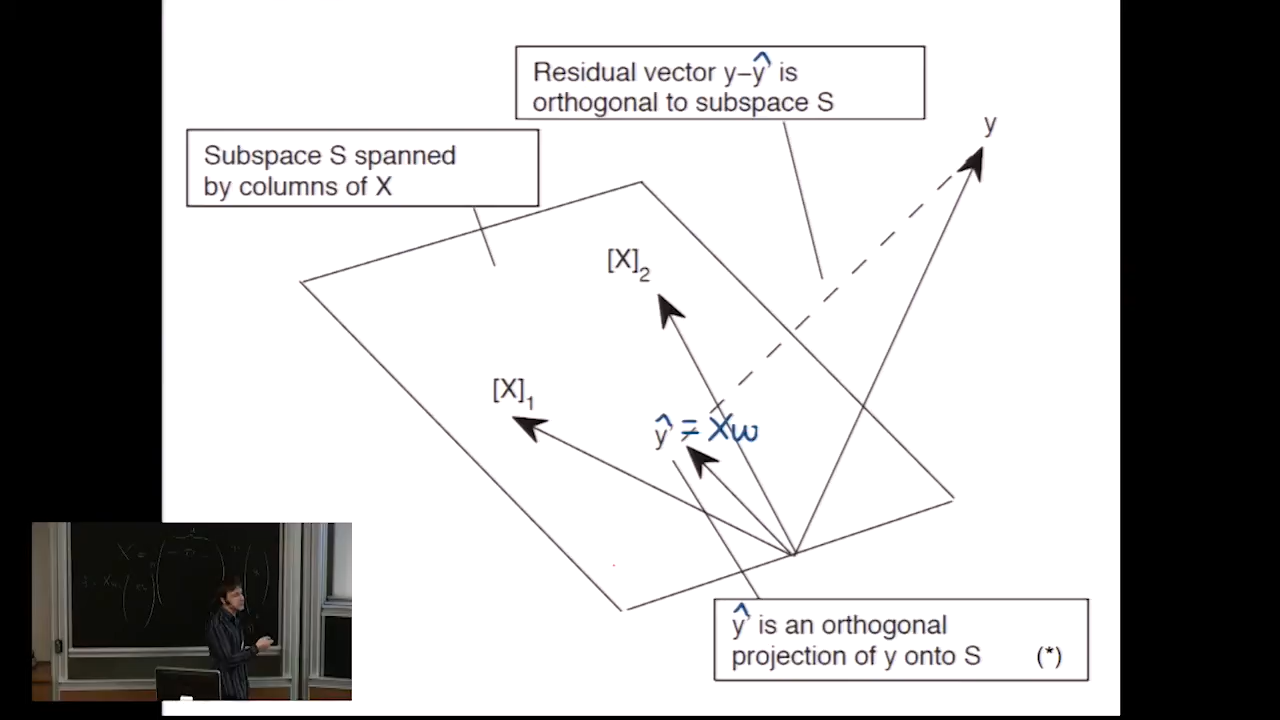 Residual vector y–ŷ is
orthogonal to subspace S
y
Subspace S spanned
by columns of X
[X]₂
[X]₁
ŷ = Xw
ŷ is an orthogonal
projection of y onto S (*)
X =